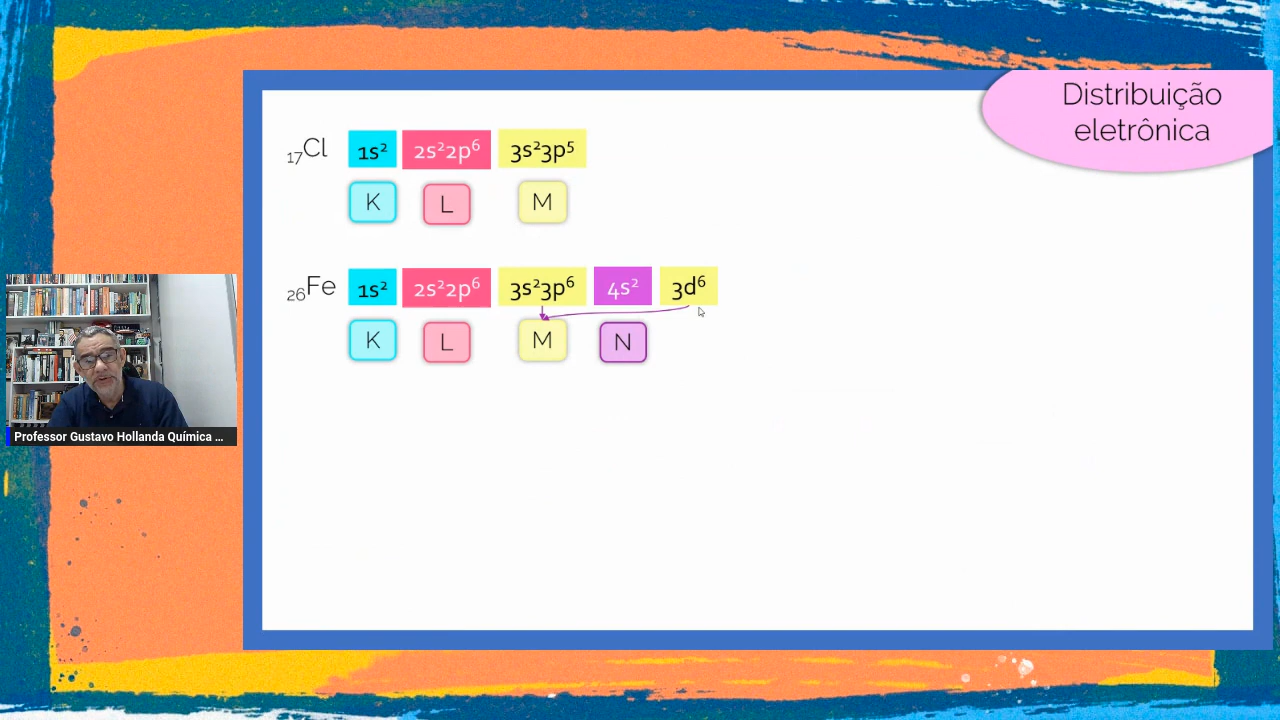 Distribuição
eletrônica
₁₇Cl 1s² 2s²2p⁶ 3s²3p⁵
K L M
₂₆Fe 1s² 2s²2p⁶ 3s²3p⁶ 4s² 3d⁶
K L M N
Professor Gustavo Hollanda Química ...